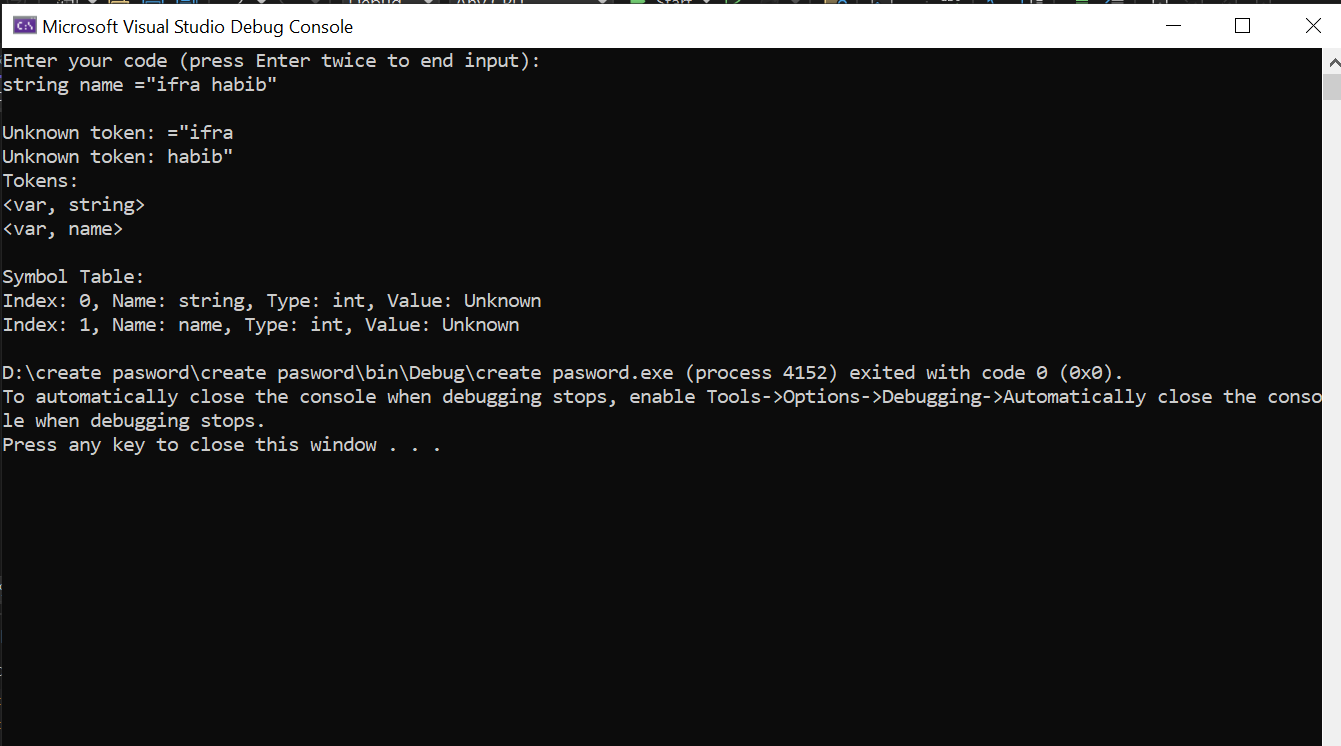 Microsoft Visual Studio Debug Console
Enter your code (press Enter twice to end input):
string name ="ifra habib"
Unknown token: ="ifra
Unknown token: habib"
Tokens:
<var, string>
<var, name>
Symbol Table:
Index: 0, Name: string, Type: int, Value: Unknown
Index: 1, Name: name, Type: int, Value: Unknown
D:\create pasword\create pasword\bin\Debug\create pasword.exe (process 4152) exited with code 0 (0x0).
To automatically close the console when debugging stops, enable Tools->Options->Debugging->Automatically close the conso
le when debugging stops.
Press any key to close this window . . .